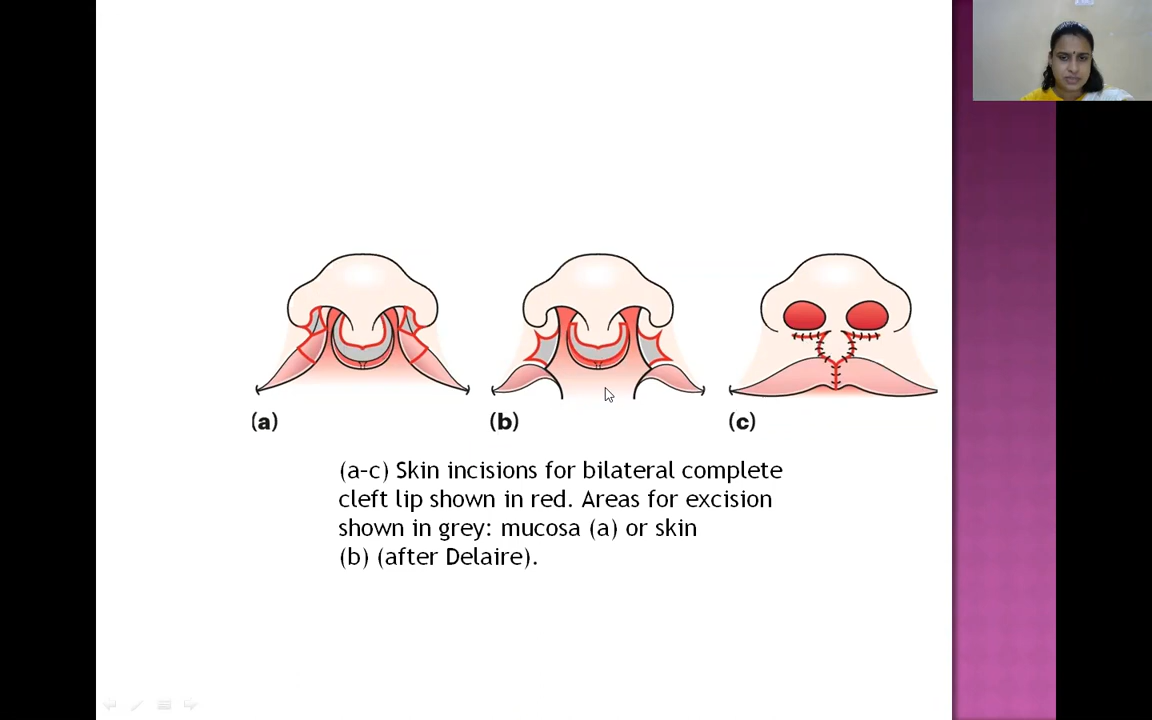 (a) (b) (c)
(a-c) Skin incisions for bilateral complete
cleft lip shown in red. Areas for excision
shown in grey: mucosa (a) or skin
(b) (after Delaire).